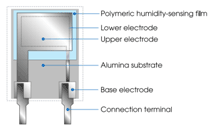 Polymeric humidity-sensing film
Lower electrode
Upper electrode
Alumina substrate
Base electrode
Connection terminal